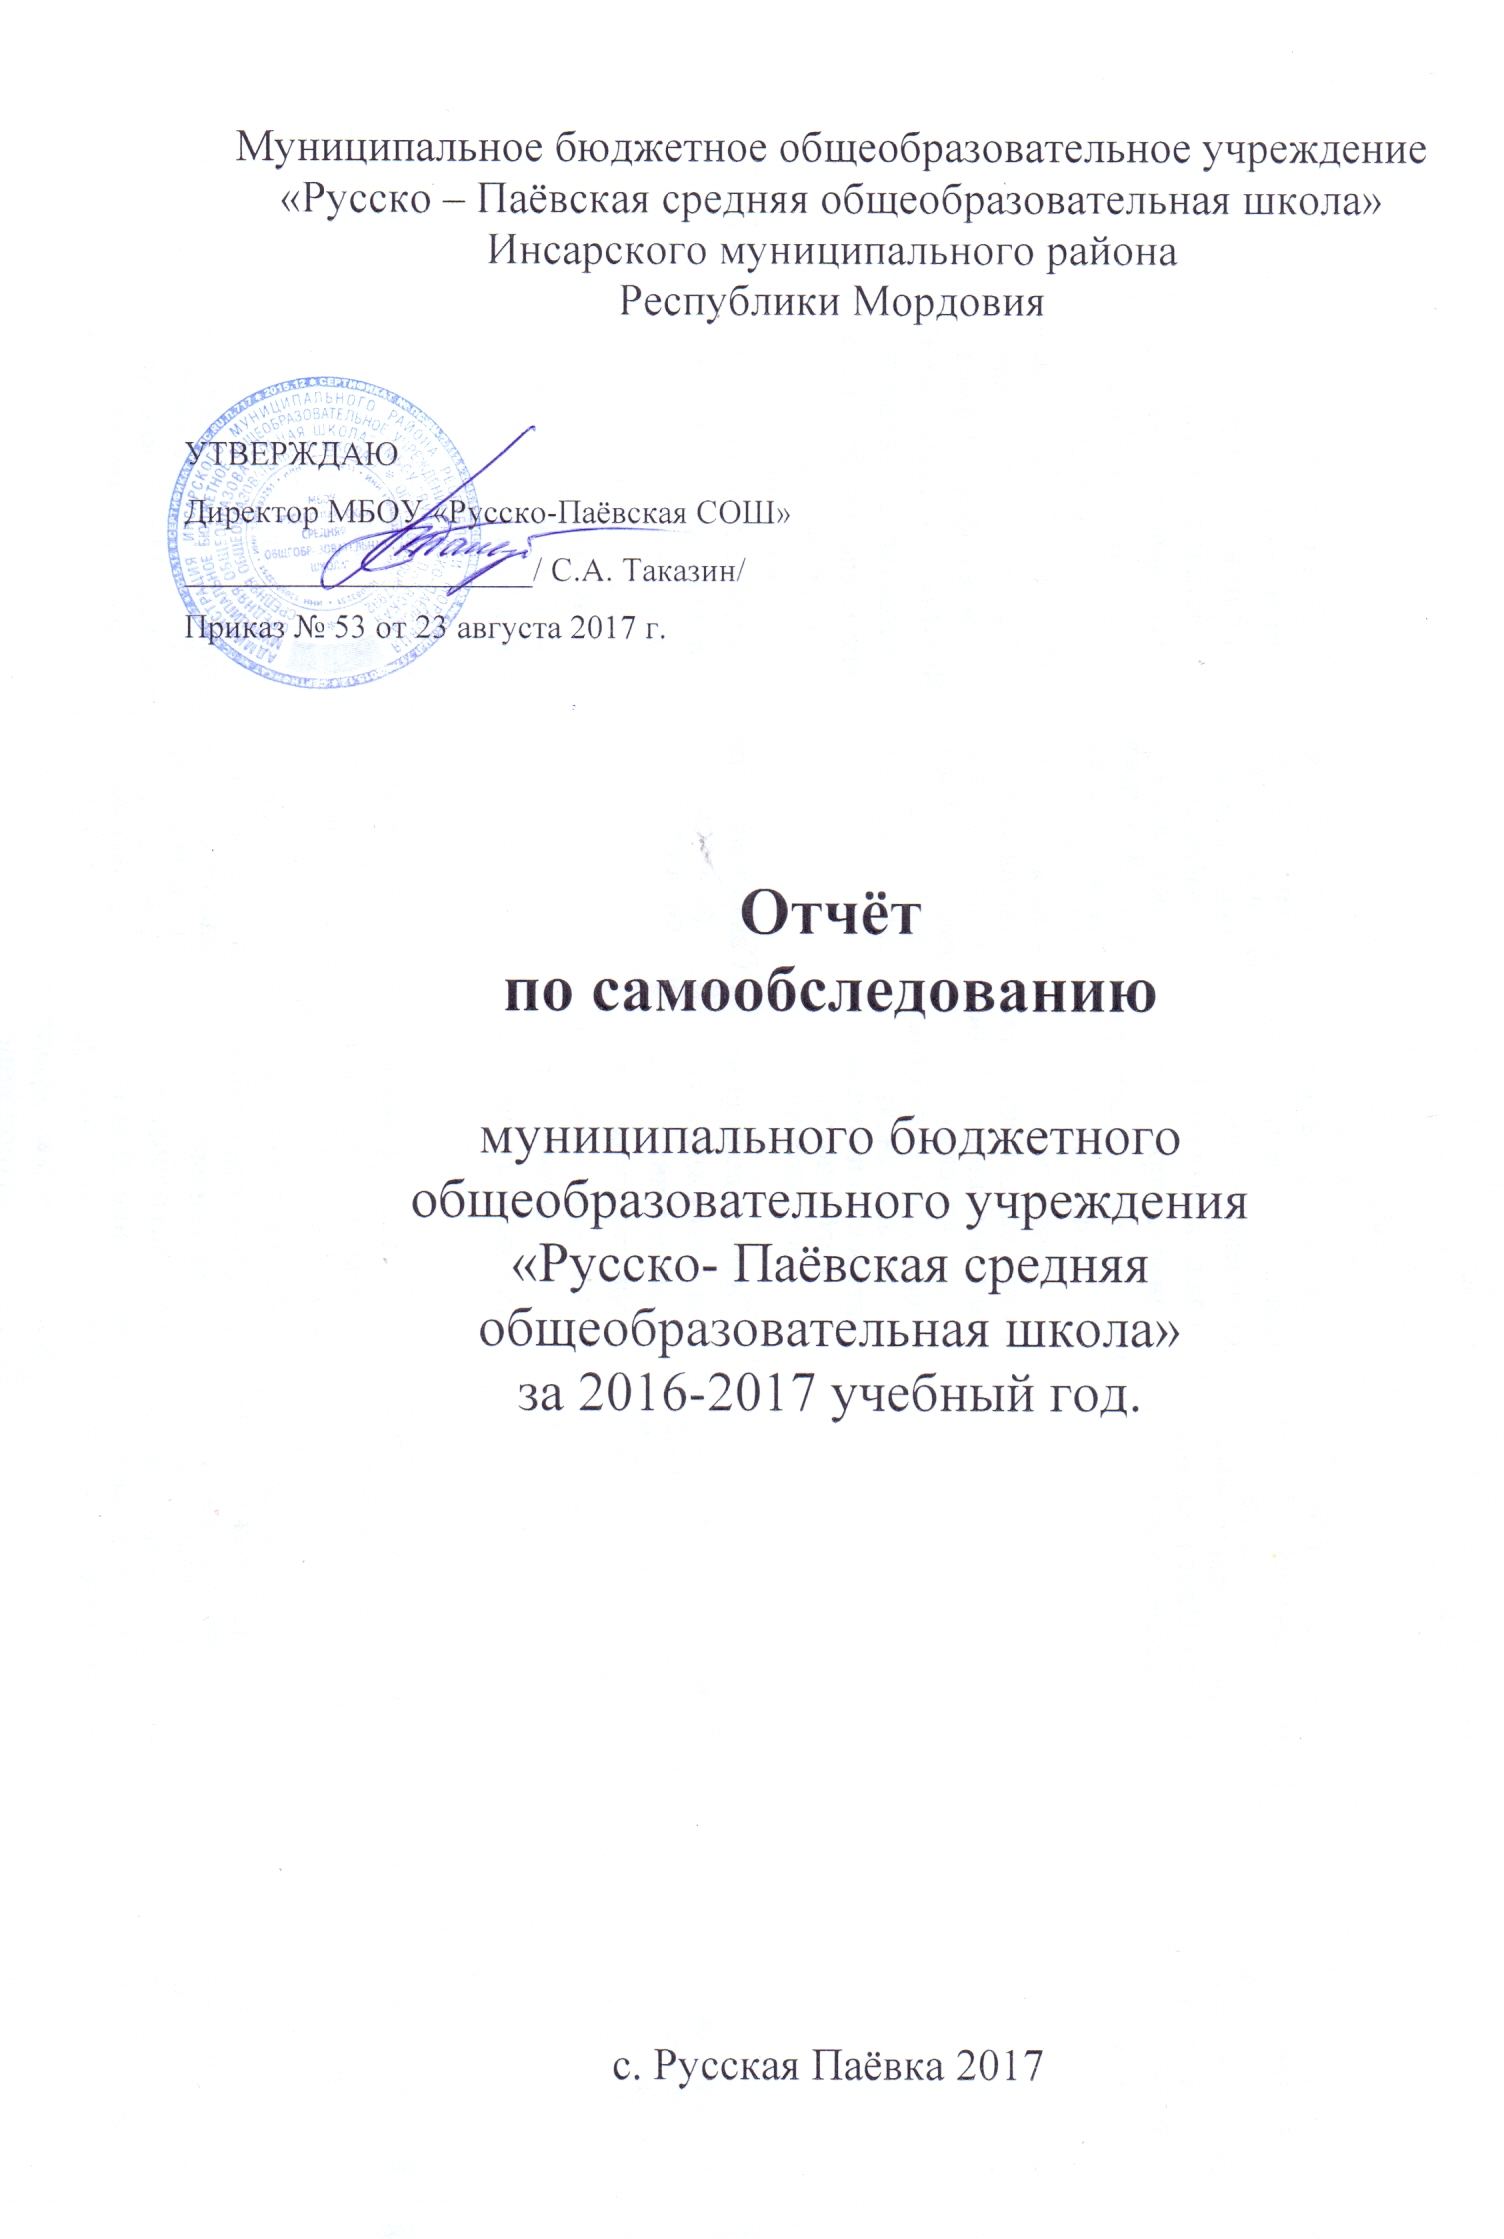 Муниципальное бюджетное общеобразовательное учреждение
«Русско – Паёвская средняя общеобразовательная школа»
Инсарского муниципального района
Республики Мордовия
УТВЕРЖДАЮ
Директор МБОУ «Русско-Паёвская СОШ»
/ С.А. Таказин/
Приказ № 53 от 23 августа 2017 г.
Отчёт
по самообследованию
муниципального бюджетного
общеобразовательного учреждения
«Русско- Паёвская средняя
общеобразовательная школа»
за 2016-2017 учебный год.
с. Русская Паёвка 2017